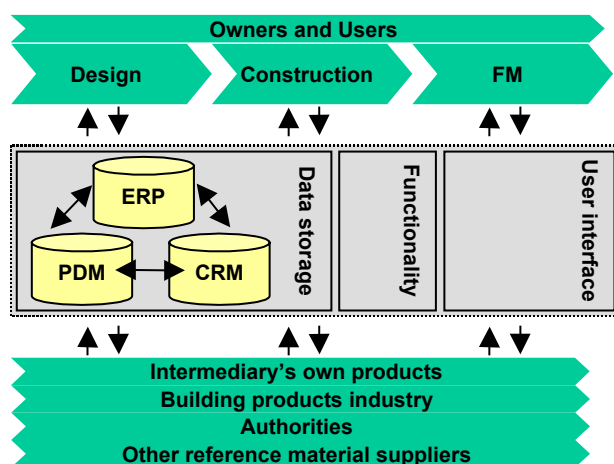 Owners and Users
Design
Construction
FM
ERP
PDM
CRM
Data storage
Functionality
User interface
Intermediary's own products
Building products industry
Authorities
Other reference material suppliers